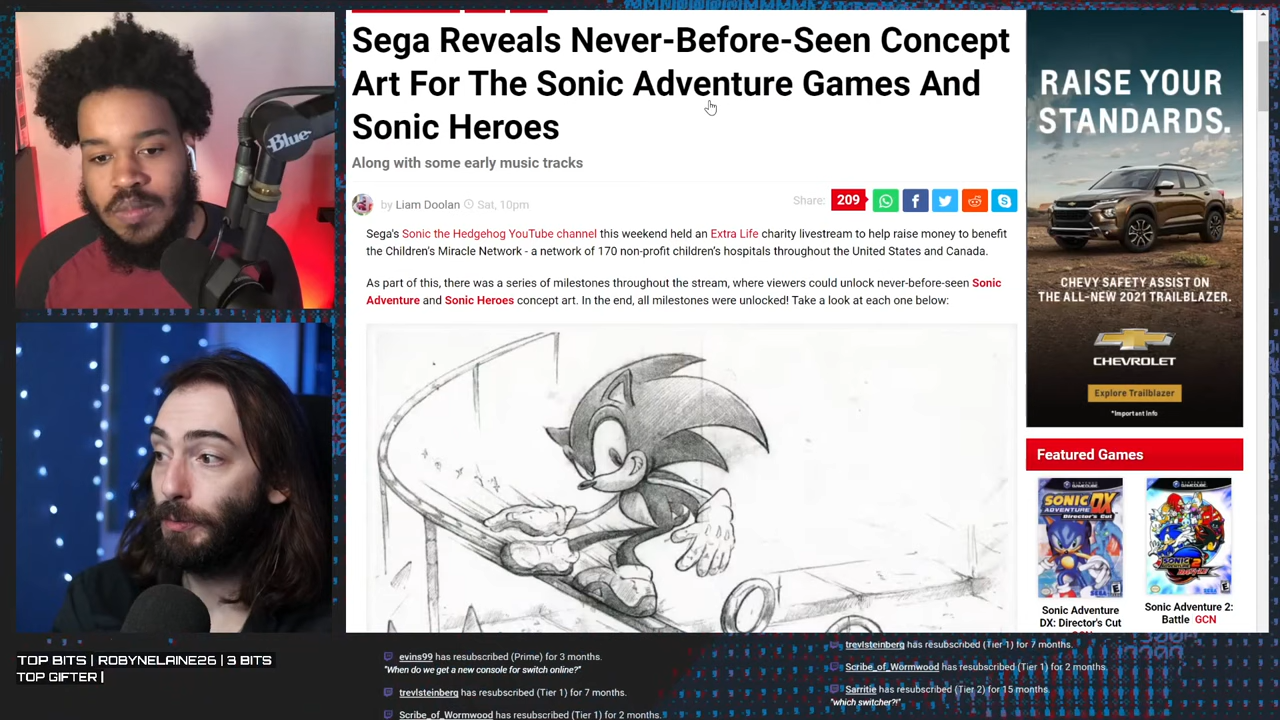 Blue
Sega Reveals Never-Before-Seen Concept
Art For The Sonic Adventure Games And
Sonic Heroes
Along with some early music tracks
by Liam Doolan Sat, 10pm
Share: 209
Sega's Sonic the Hedgehog YouTube channel this weekend held an Extra Life charity livestream to help raise money to benefit
the Children's Miracle Network - a network of 170 non-profit children's hospitals throughout the United States and Canada.
As part of this, there was a series of milestones throughout the stream, where viewers could unlock never-before-seen Sonic
Adventure and Sonic Heroes concept art. In the end, all milestones were unlocked! Take a look at each one below:
RAISE YOUR
STANDARDS.
CHEVY SAFETY ASSIST ON
THE ALL-NEW 2021 TRAILBLAZER.
CHEVROLET
Explore Trailblazer
*Important Info
Featured Games
SONIC
ADVENTURE
DX
DIRECTOR'S CUT
SEGA
Sonic Adventure
DX: Director's Cut
Sonic Adventure 2:
Battle GCN
TOP BITS | ROBYNELAINE26 | 3 BITS
TOP GIFTER |
evins99 has resubscribed (Prime) for 3 months.
"When do we get a new console for switch online?"
trevlsteinberg has resubscribed (Tier 1) for 7 months.
Scribe_of_Wormwood has resubscribed (Tier 1) for 2 months.
trevlsteinberg has resubscribed (Tier 1) for 7 months.
Scribe_of_Wormwood has resubscribed (Tier 1) for 2 months.
Sarritie has resubscribed (Tier 2) for 15 months.
"which switcher?!"